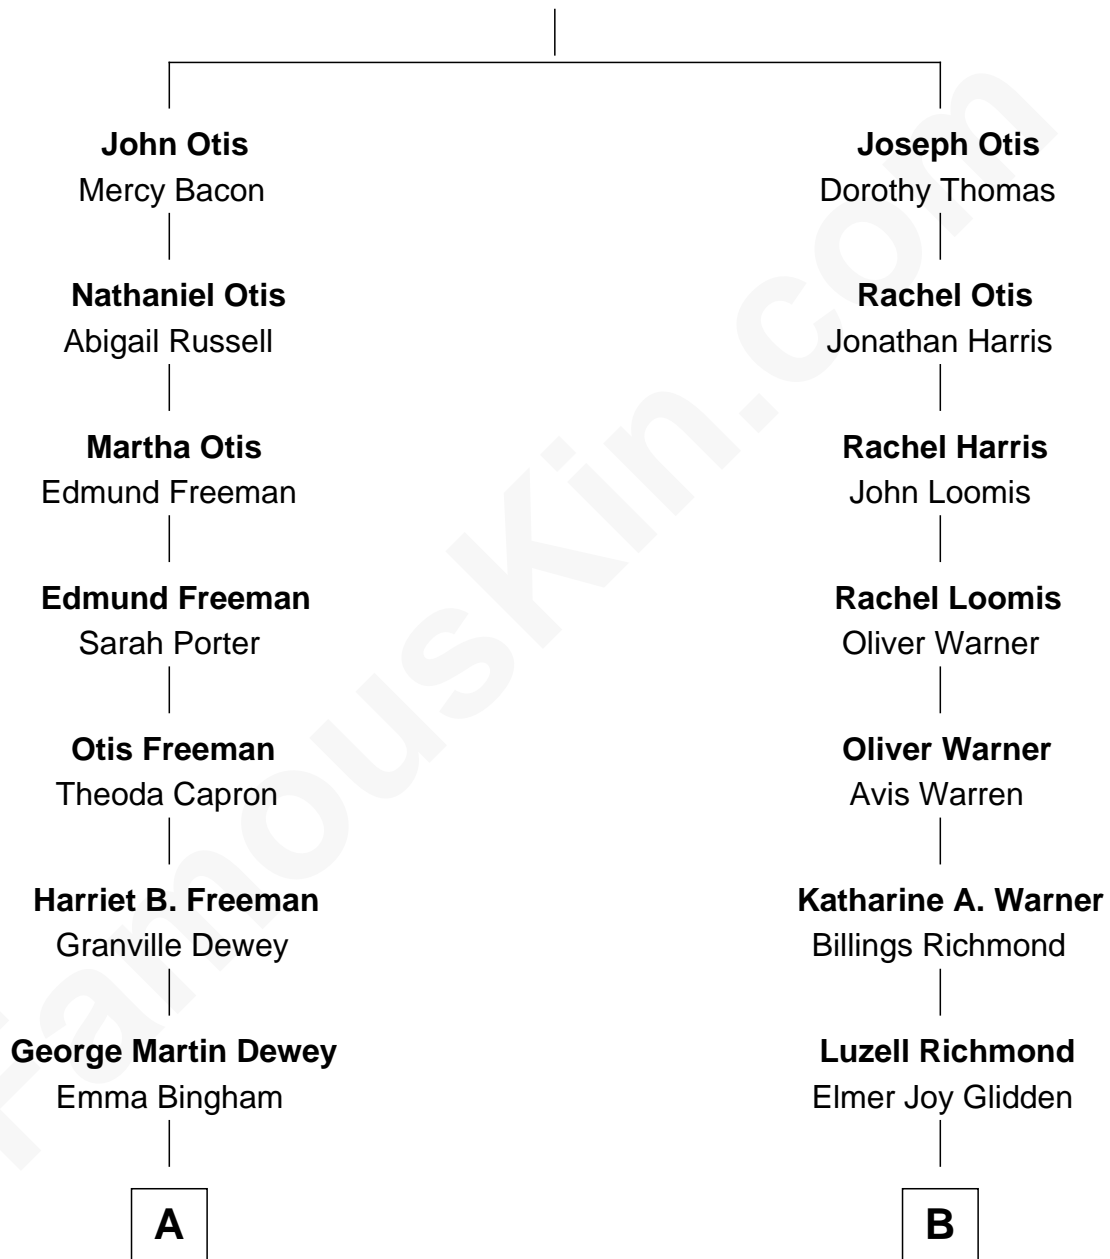 John Otis
Mercy Bacon
Joseph Otis
Dorothy Thomas
Nathaniel Otis
Abigail Russell
Rachel Otis
Jonathan Harris
Martha Otis
Edmund Freeman
Rachel Harris
John Loomis
Edmund Freeman
Sarah Porter
Rachel Loomis
Oliver Warner
Otis Freeman
Theoda Capron
Oliver Warner
Avis Warren
Harriet B. Freeman
Granville Dewey
Katharine A. Warner
Billings Richmond
George Martin Dewey
Emma Bingham
Luzell Richmond
Elmer Joy Glidden
A
B
FamousKin.com